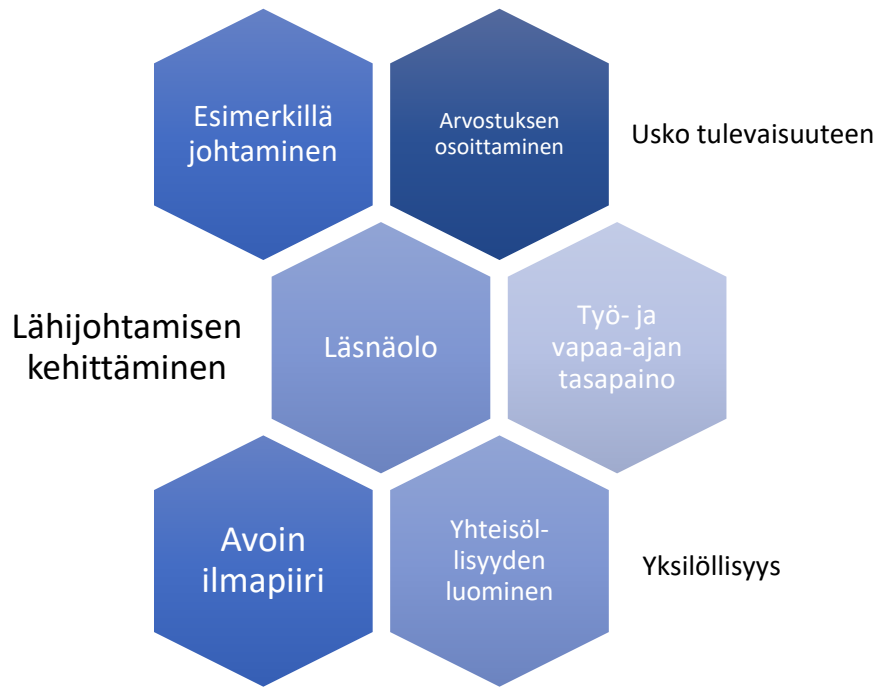 Esimerkillä
johtaminen
Arvostuksen
osoittaminen
Usko tulevaisuuteen
Lähijohtamisen
kehittäminen
Läsnäolo
Työ- ja
vapaa-ajan
tasapaino
Avoin
ilmapiiri
Yhteisöl-
lisyyden
luominen
Yksilöllisyys